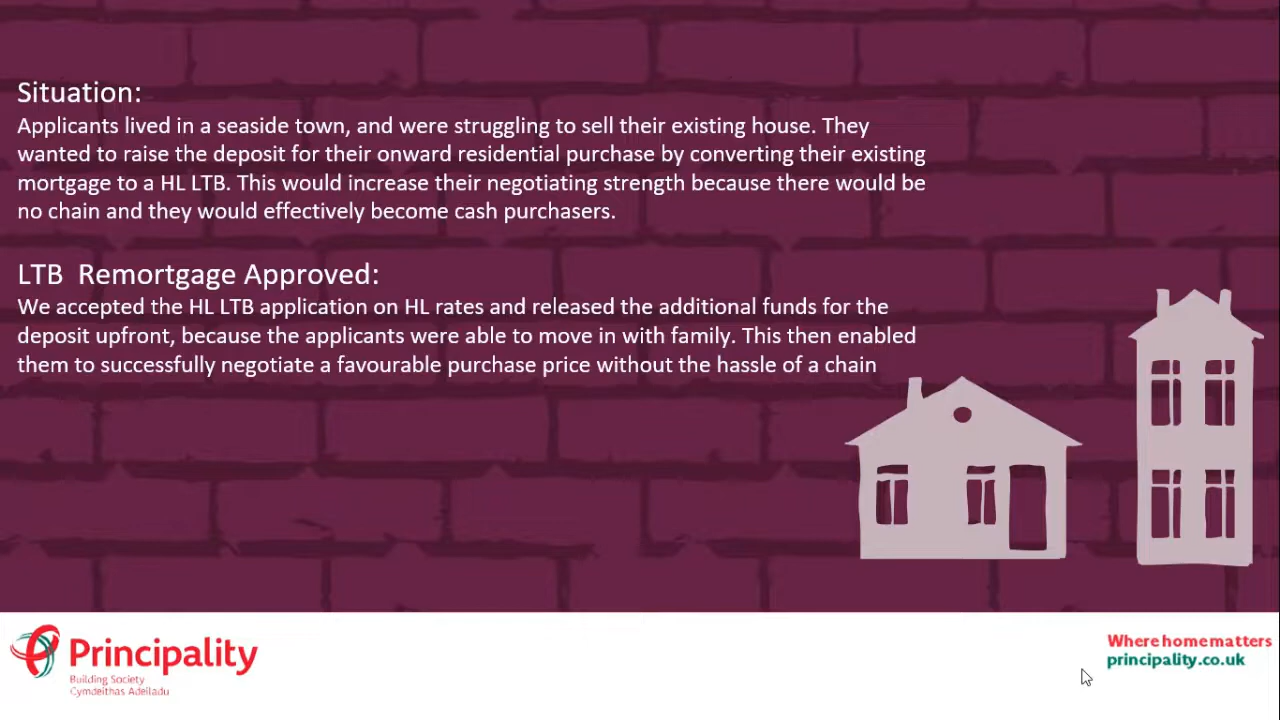 Situation:
Applicants lived in a seaside town, and were struggling to sell their existing house. They
wanted to raise the deposit for their onward residential purchase by converting their existing
mortgage to a HL LTB. This would increase their negotiating strength because there would be
no chain and they would effectively become cash purchasers.
LTB  Remortgage Approved:
We accepted the HL LTB application on HL rates and released the additional funds for the
deposit upfront, because the applicants were able to move in with family. This then enabled
them to successfully negotiate a favourable purchase price without the hassle of a chain
Principality
Building Society
Cymdeithas Adeiladu
Where home matters
principality.co.uk